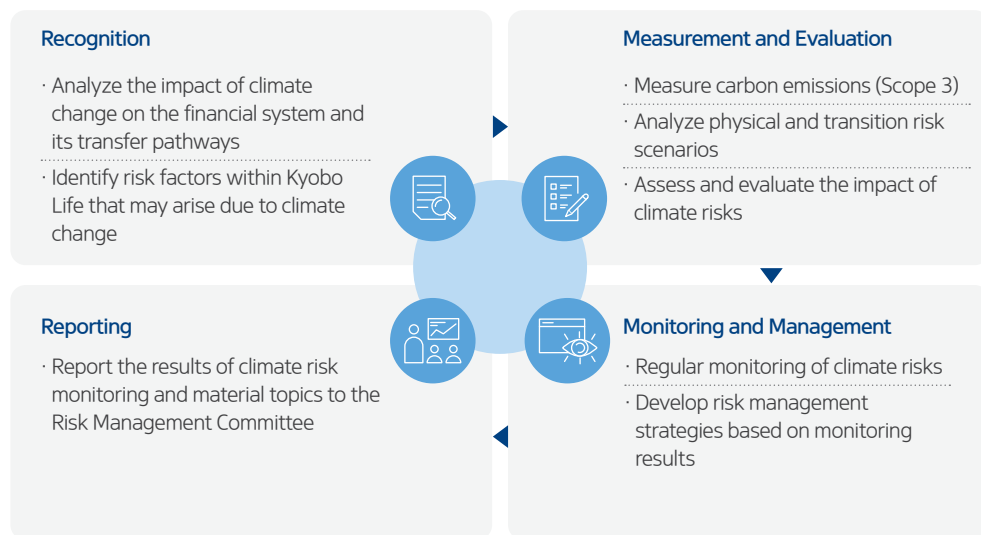 Recognition
· Analyze the impact of climate
change on the financial system and
its transfer pathways
· Identify risk factors within Kyobo
Life that may arise due to climate
change
Measurement and Evaluation
· Measure carbon emissions (Scope 3)
· Analyze physical and transition risk
scenarios
· Assess and evaluate the impact of
climate risks
Monitoring and Management
· Regular monitoring of climate risks
· Develop risk management
strategies based on monitoring
results
Reporting
· Report the results of climate risk
monitoring and material topics to the
Risk Management Committee